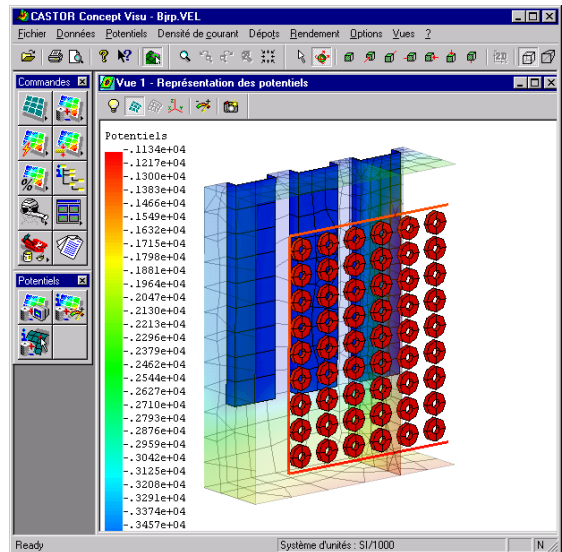 CASTOR Concept Visu - Bjrp.VEL
Fichier Données Potentiels Densité de courant Dépots Rendement Options Vues ?
Commandes
Vue 1 - Représentation des potentiels
Potentiels
-.1134e+04
-.1217e+04
-.1300e+04
-.1383e+04
-.1466e+04
-.1549e+04
-.1632e+04
-.1715e+04
-.1798e+04
-.1881e+04
-.1964e+04
-.2047e+04
-.2130e+04
-.2213e+04
-.2296e+04
-.2379e+04
-.2462e+04
-.2544e+04
-.2627e+04
-.2710e+04
-.2793e+04
-.2876e+04
-.2959e+04
-.3042e+04
-.3125e+04
-.3208e+04
-.3291e+04
-.3374e+04
-.3457e+04
Potentiels
Ready
Système d'unités : SI/1000
N